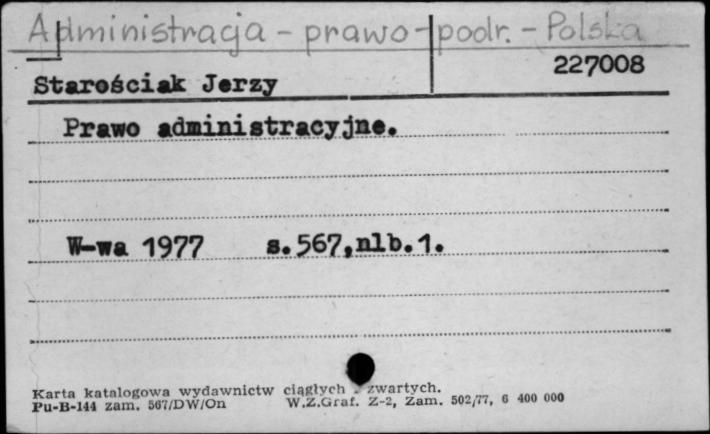 Administracja - prawo - podr. - Polska
227008
Starościak Jerzy
Prawo administracyjne.
W-wa 1977 s.567,nlb.1.
Karta katalogowa wydawnictw ciągłych zwartych.
Pu-B-144 zam. 567/DW/On W.Z.Graf. Z-2, Zam. 502/77, 6 400 000